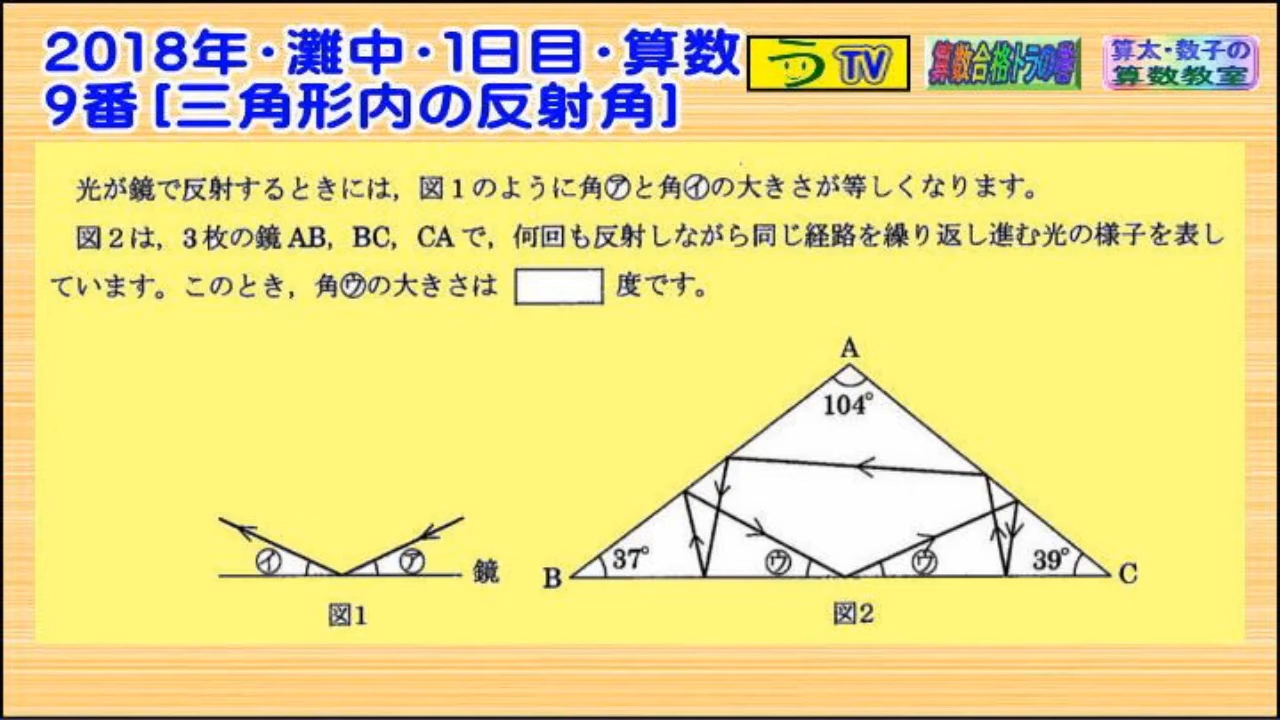 2018年・灘中・1日目・算数
9番[三角形内の反射角]
う TV
算数合格トラの巻
算太・数子の
算数教室
光が鏡で反射するときには，図1のように角㋐と角㋑の大きさが等しくなります。
図2は，3枚の鏡AB，BC，CAで，何回も反射しながら同じ経路を繰り返し進む光の様子を表し
ています。このとき，角㋒の大きさは 度です。
A
104°
㋑ ㋐ 鏡
図1
B 37° ㋒ ㋒ 39° C
図2